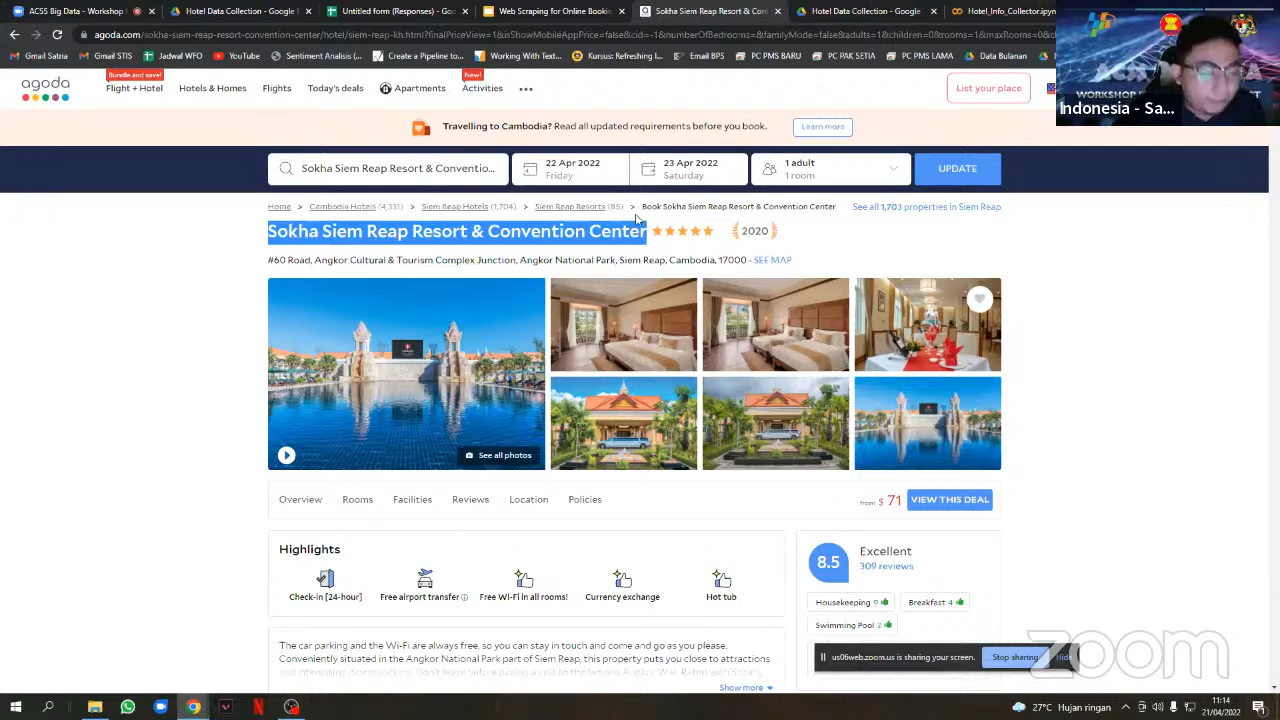 ACSS Big Data - Workshop D
Hotel Data Collection - Google
Untitled form (Responses) - Goo
Web Scraping for Online Bookin
Sokha Siem Reap Resort & Conv
Hotel Data Collection - Google
Hotel_Info_Collector.ipyn
agoda.com/sokha-siem-reap-resort-convention-center/hotel/siem-reap-kh.html?finalPriceView=1&isShowMobileAppPrice=false&cid=-1&numberOfBedrooms=&familyMode=false&adults=1&children=0&rooms=1&maxRooms=0&
Gmail Satria
Gmail STIS
Jadwal WFO
YouTube
Sentiment Analysis (...
Create a Pipeline to...
Working With Text...
Kursus: Refreshing...
Email BPS
PC PMS BARU
PC PAK SETIA
PC PMS LAMA
Data Bulanan
WORKSHOP
Indonesia - Sa...
agoda
Bundle and save!
Flight + Hotel
Hotels & Homes
Flights
Today's deals
Apartments
New!
Activities
List your place
Travelling to Cambodia? Read all updated requirements before you book.
Learn more
Sokha Siem Reap Resort & Conventio...
22 Apr 2022
Friday
23 Apr 2022
Saturday
1 adult
1 room
UPDATE
Home > Cambodia Hotels (4,331) > Siem Reap Hotels (1,704) > Siem Reap Resorts (85) > Book Sokha Siem Reap Resort & Convention Center
See all 1,703 properties in Siem Reap
Sokha Siem Reap Resort & Convention Center
2020
#60 Road, Angkor Cultural & Tourism Complex Junction, Angkor National Park, Siem Reap, Cambodia, 17000 - SEE MAP
See all photos
Overview
Rooms
Facilities
Reviews
Location
Policies
from $ 71
VIEW THIS DEAL
Highlights
Check-in [24-hour]
Free airport transfer
Free Wi-Fi in all rooms!
Currency exchange
Hot tub
8.5
Excellent
309 reviews
Housekeeping 9
Breakfast 4
Swimming Pool 2
The car parking and the Wi-Fi are always free, so you can stay in touch and come and go as you please.
Conveniently situated in the Angkor National Park part of Siem Reap, this property puts you close to attractions
Show more
us06web.zoom.us is sharing your screen.
Stop sharing
Hide
zoom
27°C Hujan ringan
11:14
21/04/2022